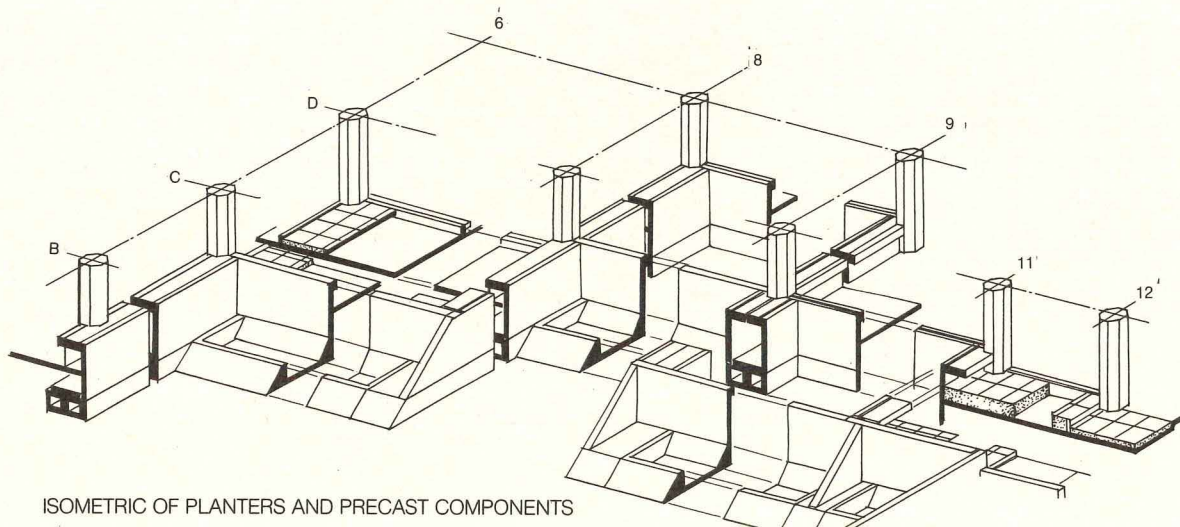 6
8
D
9
C
B
11
12
ISOMETRIC OF PLANTERS AND PRECAST COMPONENTS